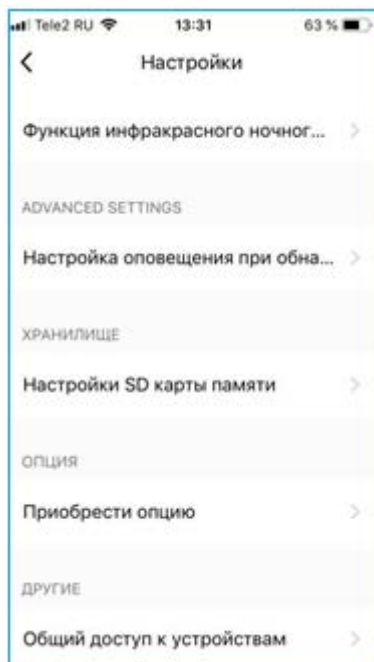 Tele2 RU 13:31 63 %
Настройки
Функция инфракрасного ночног...
ADVANCED SETTINGS
Настройка оповещения при обна...
ХРАНИЛИЩЕ
Настройки SD карты памяти
ОПЦИЯ
Приобрести опцию
ДРУГИЕ
Общий доступ к устройствам